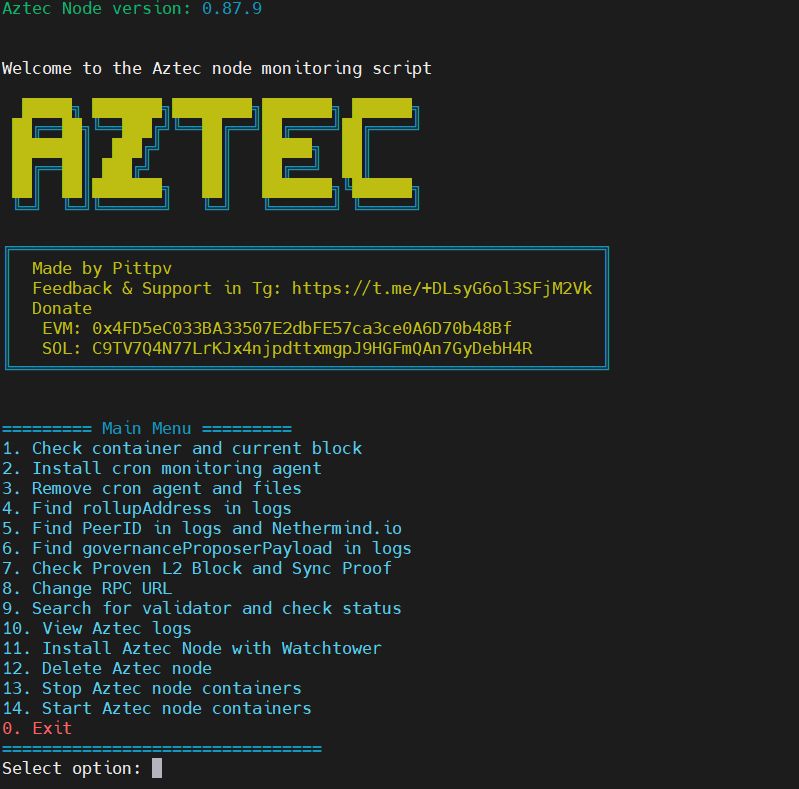 Aztec Node version: 0.87.9
Welcome to the Aztec node monitoring script
AZTEC
Made by Pittpv
Feedback & Support in Tg: https://t.me/+DLsyG6ol3SFjM2Vk
Donate
EVM: 0x4FD5eC033BA33507E2dbFE57ca3ce0A6D70b48Bf
SOL: C9TV7Q4N77LrKJx4njpdttxmgpJ9HGFmQAn7GyDebH4R
========= Main Menu =========
1. Check container and current block
2. Install cron monitoring agent
3. Remove cron agent and files
4. Find rollupAddress in logs
5. Find PeerID in logs and Nethermind.io
6. Find governanceProposerPayload in logs
7. Check Proven L2 Block and Sync Proof
8. Change RPC URL
9. Search for validator and check status
10. View Aztec logs
11. Install Aztec Node with Watchtower
12. Delete Aztec node
13. Stop Aztec node containers
14. Start Aztec node containers
0. Exit
================================
Select option: